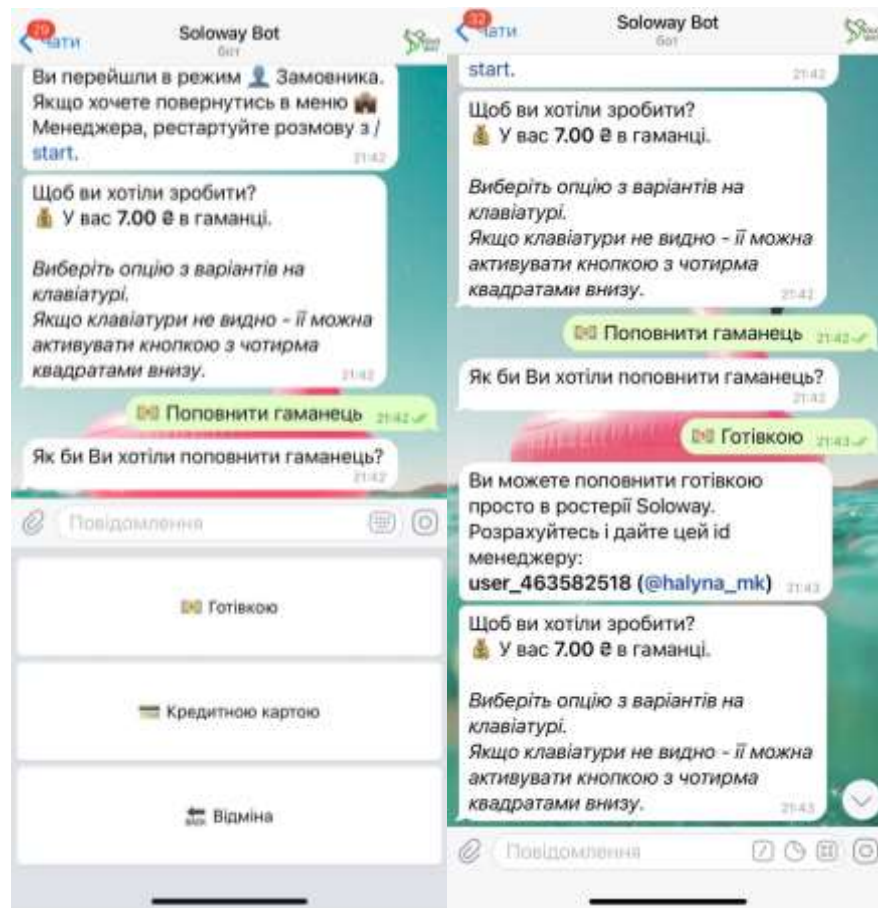 29
Чати
Soloway Bot
бот
Ви перейшли в режим 👤 Замовника.
Якщо хочете повернутись в меню 🏰
Менеджера, рестартуйте розмову з /
start.
21:42
Щоб ви хотіли зробити?
💰 У вас 7.00 ₴ в гаманці.
Виберіть опцію з варіантів на
клавіатурі.
Якщо клавіатури не видно - її можна
активувати кнопкою з чотирма
квадратами внизу.
21:42
💴 Поповнити гаманець 21:42
Як би Ви хотіли поповнити гаманець?
21:42
Повідомлення
💴 Готівкою
💳 Кредитною картою
🔙 Відміна
32
Чати
Soloway Bot
бот
start.
21:42
Щоб ви хотіли зробити?
💰 У вас 7.00 ₴ в гаманці.
Виберіть опцію з варіантів на
клавіатурі.
Якщо клавіатури не видно - її можна
активувати кнопкою з чотирма
квадратами внизу.
21:42
💴 Поповнити гаманець 21:42
Як би Ви хотіли поповнити гаманець?
21:42
💴 Готівкою 21:43
Ви можете поповнити готівкою
просто в ростерії Soloway.
Розрахуйтесь і дайте цей id
менеджеру:
user_463582518 (@halyna_mk) 21:43
Щоб ви хотіли зробити?
💰 У вас 7.00 ₴ в гаманці.
Виберіть опцію з варіантів на
клавіатурі.
Якщо клавіатури не видно - її можна
активувати кнопкою з чотирма
квадратами внизу.
21:43
Повідомлення